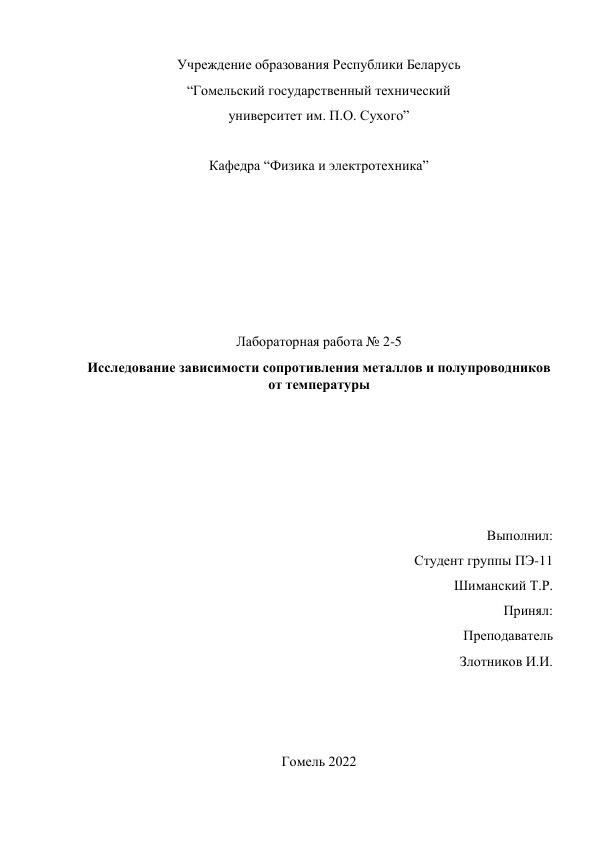 Учреждение образования Республики Беларусь
“Гомельский государственный технический
университет им. П.О. Сухого”
Кафедра “Физика и электротехника”
Лабораторная работа № 2-5
Исследование зависимости сопротивления металлов и полупроводников
от температуры
Выполнил:
Студент группы ПЭ-11
Шиманский Т.Р.
Принял:
Преподаватель
Злотников И.И.
Гомель 2022